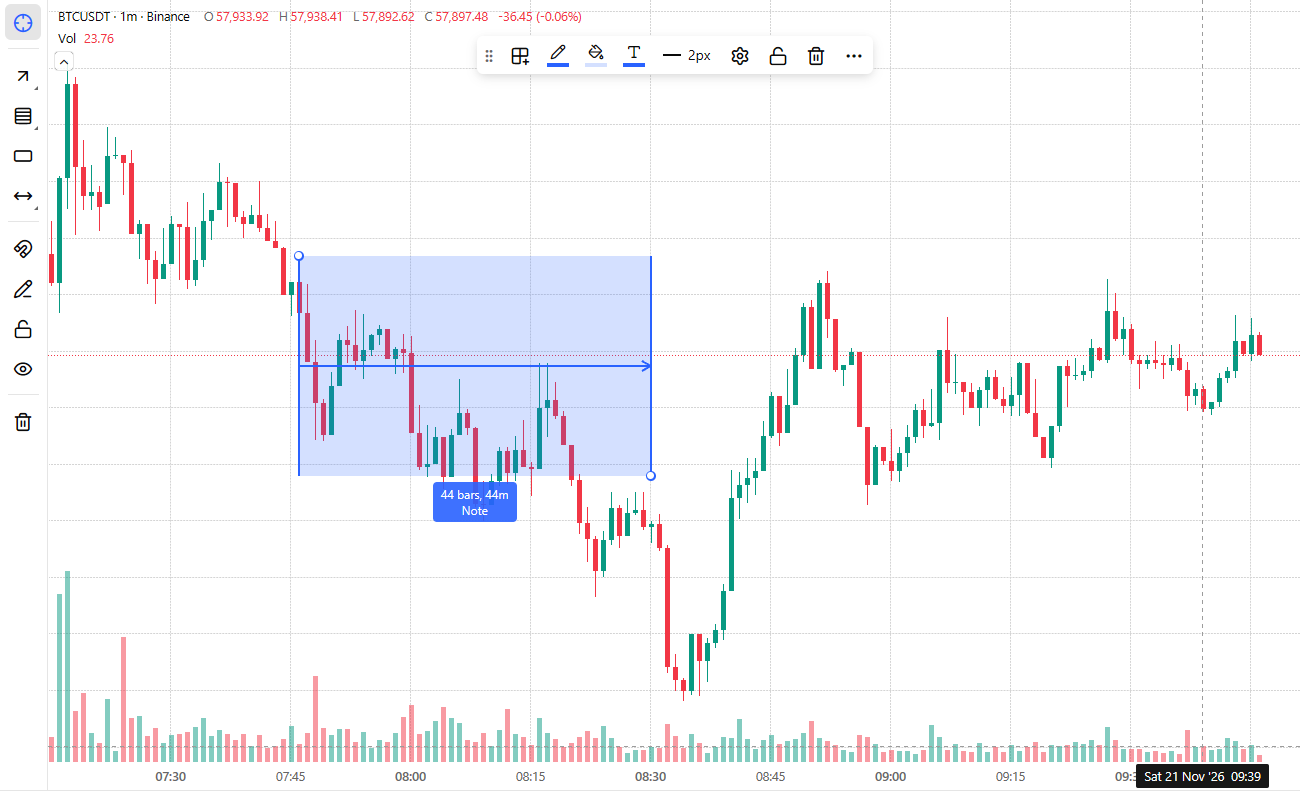 BTCUSDT · 1m · Binance O 57,933.92 H 57,938.41 L 57,892.62 C 57,897.48 -36.45 (-0.06%)
Vol 23.76
T 2px
44 bars, 44m
Note
07:30 07:45 08:00 08:15 08:30 08:45 09:00 09:15 Sat 21 Nov '26 09:39